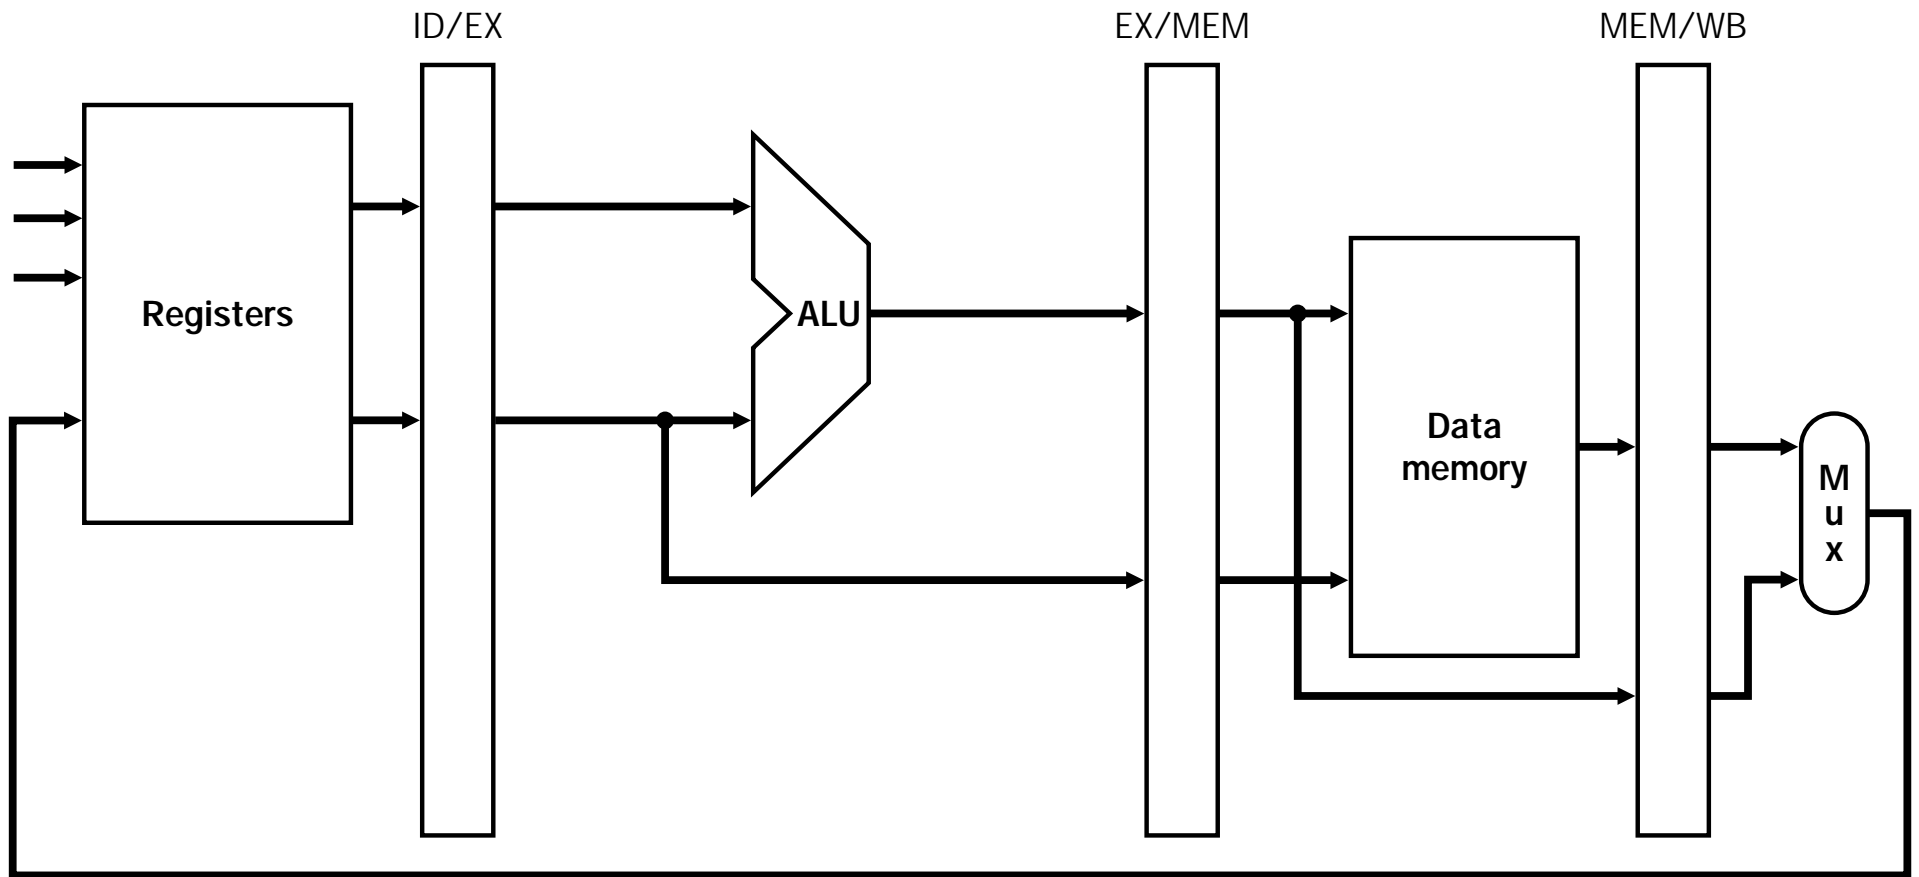 ID/EX
EX/MEM
MEM/WB
Registers
ALU
Data
memory
M
u
x